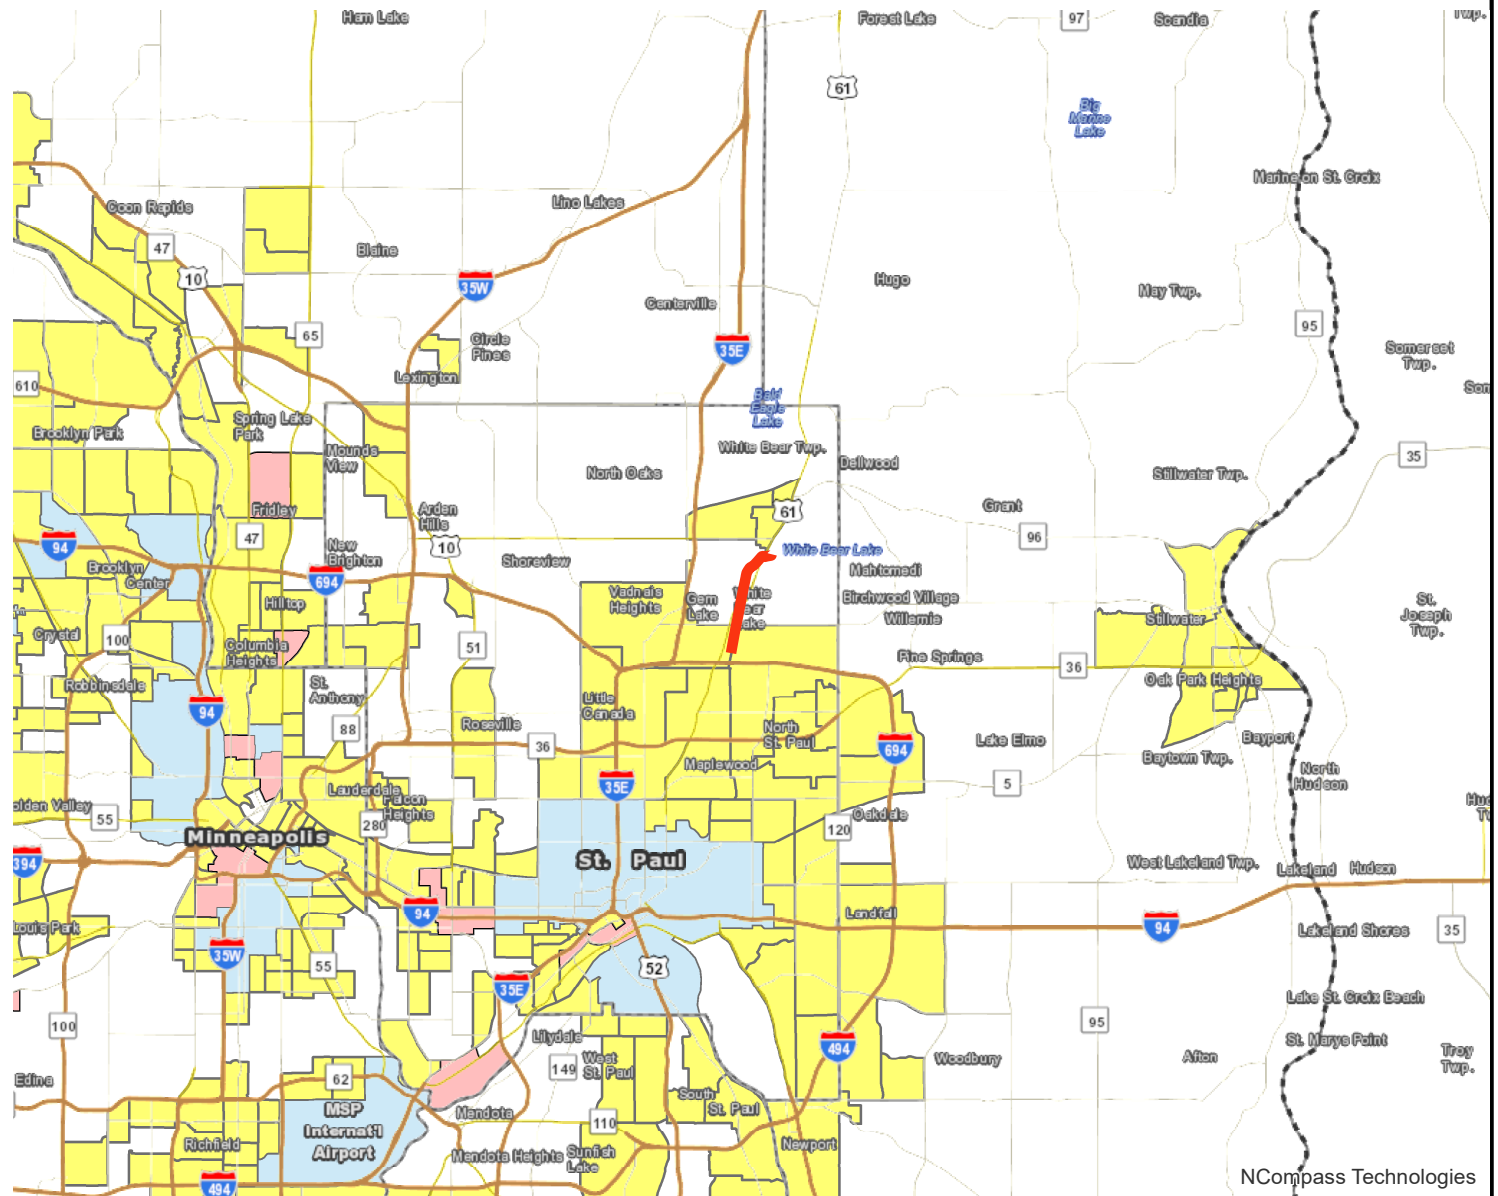 Ham Lake
Forest Lake
97
Scandia
Twp.
61
Big
Marine
Lake
Marine on St. Croix
Coon Rapids
Lino Lakes
47
Blaine
10
35W
Hugo
May Twp.
Centerville
65
Circle
Pines
35E
95
Somerset
Twp.
Lexington
610
Bald
Eagle
Lake
Som
Spring Lake
Park
Brooklyn Park
Mounds
View
White Bear Twp.
Dellwood
35
North Oaks
Stillwater Twp.
Fridley
Arden
Hills
61
Grant
47
96
94
New
Brighton
10
White Bear Lake
Shoreview
Brooklyn
Center
694
Mahtomedi
Vadnais
Heights
Gem
Lake
White
Bear
Lake
Birchwood Village
Hilltop
St.
Joseph
Twp.
Willernie
Stillwater
Crystal
100
Columbia
Heights
51
Pine Springs
36
Robbinsdale
St.
Anthony
Oak Park Heights
Little
Canada
94
88
Roseville
36
North
St. Paul
694
Lake Elmo
Bayport
Baytown Twp.
Maplewood
North
Hudson
35E
5
Lauderdale
Falcon
Heights
olden Valley
55
280
120
Oakdale
Minneapolis
St. Paul
394
West Lakeland Twp.
Lakeland
Hudson
94
Landfall
94
Louis Park
Lakeland Shores
35
35W
55
52
35E
Lake St. Croix Beach
100
95
Lilydale
St. Marys Point
494
West
St. Paul
149
Woodbury
Afton
Troy
Twp.
Edina
62
MSP
Internat'l
Airport
South
St. Paul
Mendota
110
Richfield
Newport
Mendota Heights
Sunfish
Lake
494
NCompass Technologies